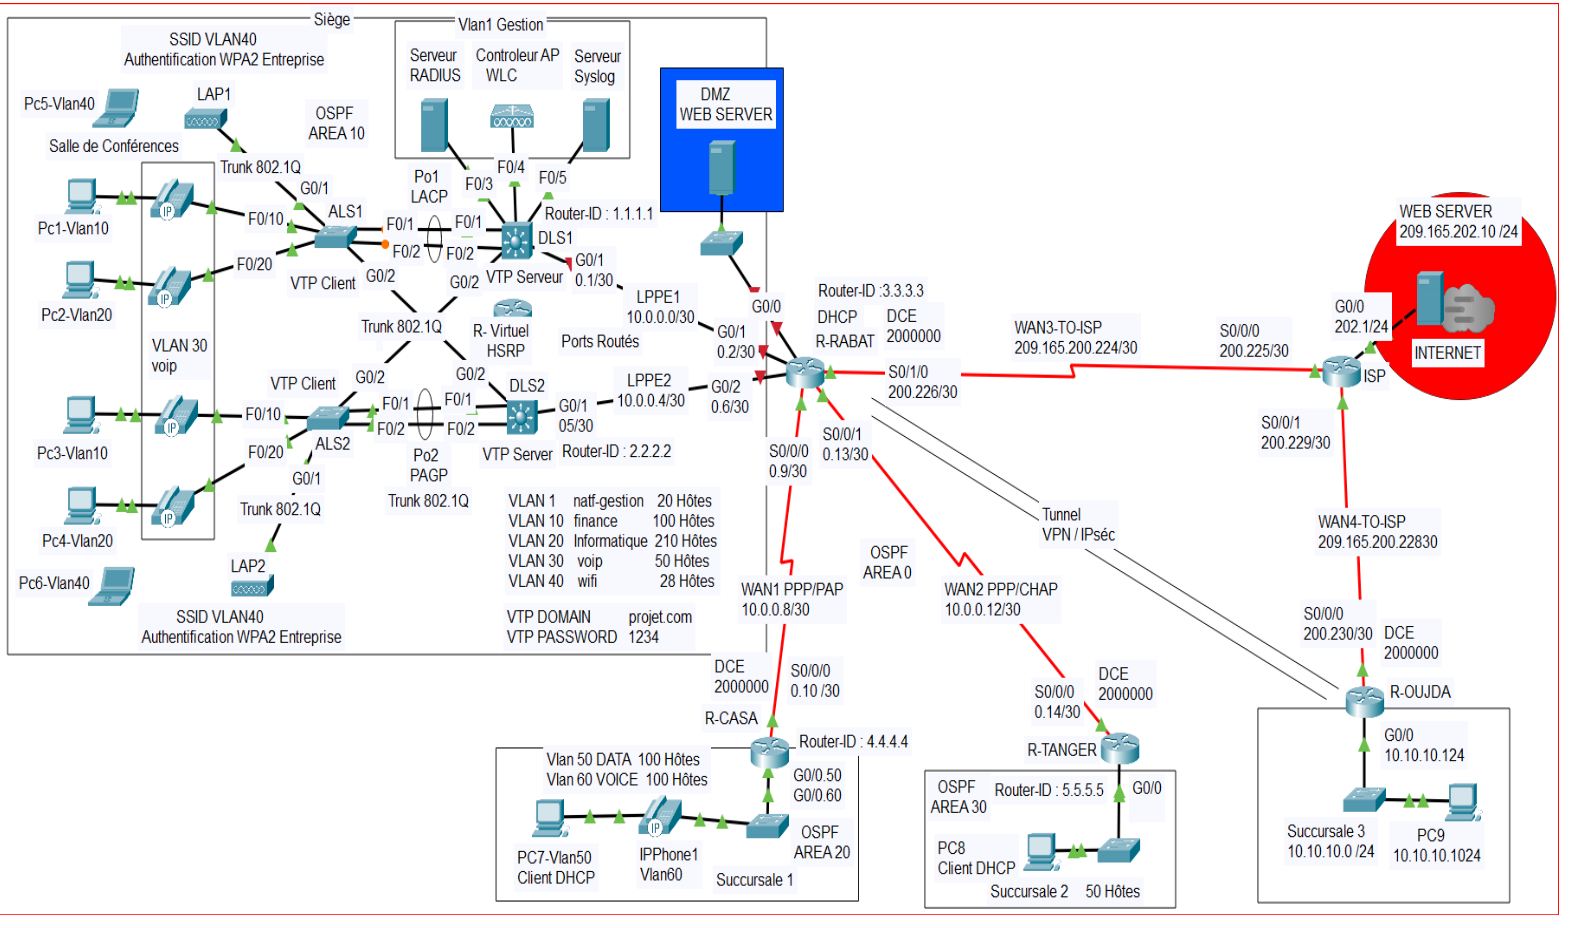 Siège
SSID VLAN40
Authentification WPA2 Entreprise
Vlan1 Gestion
Serveur
RADIUS
Controleur AP
WLC
Serveur
Syslog
Pc5-Vlan40
LAP1
OSPF
AREA 10
DMZ
WEB SERVER
Salle de Conférences
Trunk 802.1Q
G0/1
Po1
LACP
F0/3
F0/4
F0/5
IP
Pc1-Vlan10
F0/10
ALS1
F0/1
F0/2
F0/1
F0/2
Router-ID : 1.1.1.1
DLS1
WEB SERVER
209.165.202.10 /24
F0/20
VTP Client
G0/2
G0/2
VTP Serveur
G0/1
0.1/30
IP
Pc2-Vlan20
LPPE1
10.0.0.0/30
G0/0
Router-ID :3.3.3.3
DHCP
R-RABAT
DCE
2000000
WAN3-TO-ISP
209.165.200.224/30
S0/0/0
200.225/30
G0/0
202.1/24
INTERNET
ISP
Trunk 802.1Q
R- Virtuel
HSRP
Ports Routés
G0/1
0.2/30
VLAN 30
voip
VTP Client
G0/2
G0/2
DLS2
LPPE2
10.0.0.4/30
G0/2
0.6/30
S0/1/0
200.226/30
IP
Pc3-Vlan10
F0/10
F0/20
ALS2
F0/1
F0/2
F0/1
F0/2
G0/1
05/30
S0/0/0
0.9/30
S0/0/1
0.13/30
S0/0/1
200.229/30
G0/1
Po2
PAGP
VTP Server
Router-ID : 2.2.2.2
Trunk 802.1Q
Trunk 802.1Q
IP
Pc4-Vlan20
VLAN 1 natf-gestion 20 Hôtes
VLAN 10 finance 100 Hôtes
VLAN 20 Informatique 210 Hôtes
VLAN 30 voip 50 Hôtes
VLAN 40 wifi 28 Hôtes
Tunnel
VPN / IPséc
WAN4-TO-ISP
209.165.200.22830
OSPF
AREA 0
Pc6-Vlan40
LAP2
SSID VLAN40
Authentification WPA2 Entreprise
VTP DOMAIN projet.com
VTP PASSWORD 1234
WAN1 PPP/PAP
10.0.0.8/30
WAN2 PPP/CHAP
10.0.0.12/30
S0/0/0
200.230/30
DCE
2000000
DCE
2000000
S0/0/0
0.10 /30
R-CASA
S0/0/0
0.14/30
DCE
2000000
R-OUJDA
Router-ID : 4.4.4.4
R-TANGER
G0/0
10.10.10.124
Vlan 50 DATA 100 Hôtes
Vlan 60 VOICE 100 Hôtes
G0/0.50
G0/0.60
OSPF
AREA 30
Router-ID : 5.5.5.5
G0/0
IP
OSPF
AREA 20
PC7-Vlan50
Client DHCP
IPPhone1
Vlan60
Succursale 1
PC8
Client DHCP
Succursale 2 50 Hôtes
Succursale 3
10.10.10.0 /24
PC9
10.10.10.1024